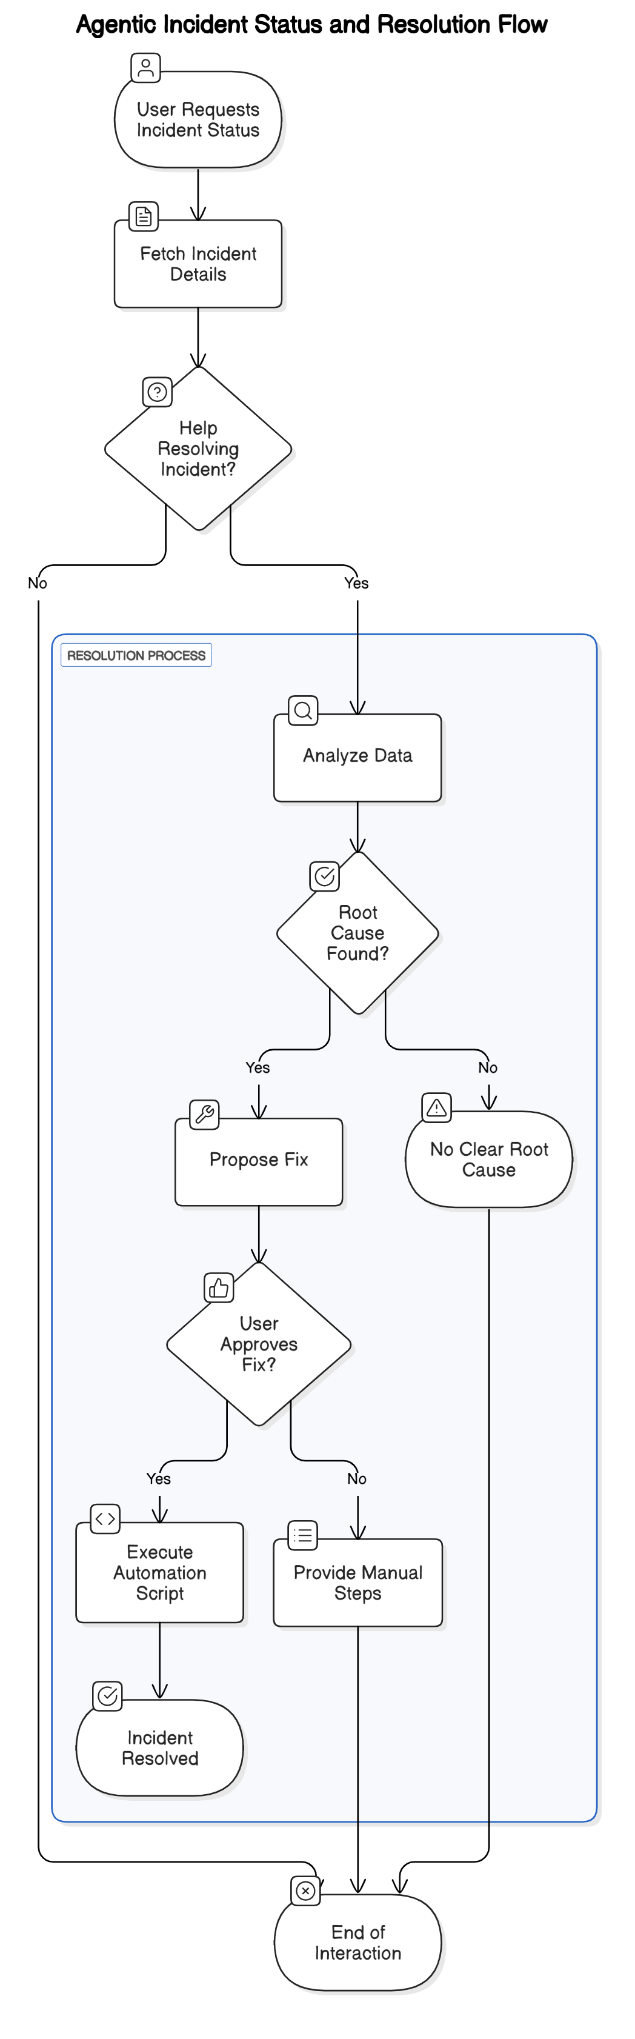 Agentic Incident Status and Resolution Flow
User Requests
Incident Status
Fetch Incident
Details
Help
Resolving
Incident?
No
Yes
RESOLUTION PROCESS
Analyze Data
Root
Cause
Found?
Yes
No
Propose Fix
No Clear Root
Cause
User
Approves
Fix?
Yes
No
Execute
Automation
Script
Provide Manual
Steps
Incident
Resolved
End of
Interaction